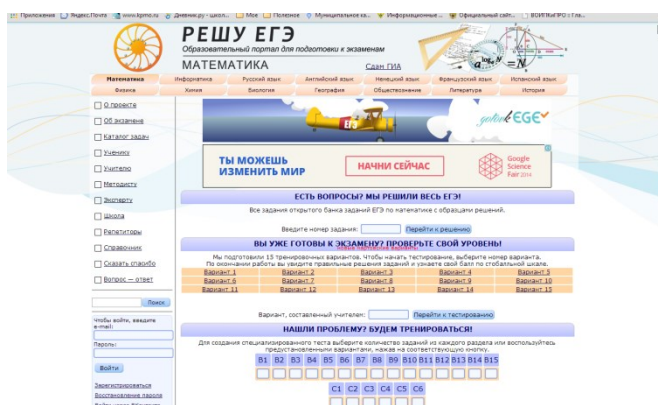 Приложения Яндекс.Почта www.kpmo.ru Дневник.ру - школ... Мое Полезное Муниципальное ка... Информационные ... Официальный сайт...
РЕШУ ЕГЭ
Образовательный портал для подготовки к экзаменам
МАТЕМАТИКА
Сдам ГИА
Математика Информатика Русский язык Английский язык Немецкий язык Французский язык Испанский язык
Физика Химия Биология География Обществознание Литература История
О проекте
Об экзамене
Каталог задач
Ученику
Учителю
Методисту
Эксперту
Школа
Репетиторы
Справочник
Сказать спасибо
Вопрос — ответ
Поиск
Чтобы войти, введите
e-mail:
Пароль:
Войти
Зарегистрироваться
Восстановление пароля
ЕГЭ
EGE
ТЫ МОЖЕШЬ
ИЗМЕНИТЬ МИР
НАЧНИ СЕЙЧАС
Google
Science
Fair 2014
ЕСТЬ ВОПРОСЫ? МЫ РЕШИЛИ ВЕСЬ ЕГЭ!
Все задания открытого банка заданий ЕГЭ по математике с образцами решений.
Введите номер задания: Перейти к решению
ВЫ УЖЕ ГОТОВЫ К ЭКЗАМЕНУ? ПРОВЕРЬТЕ СВОЙ УРОВЕНЬ!
Мы подготовили 15 тренировочных вариантов. Чтобы начать тестирование, выберите номер варианта.
По окончании работы вы увидите правильные решения заданий и узнаете свой балл по стобалльной шкале.
Вариант 1 Вариант 2 Вариант 3 Вариант 4 Вариант 5
Вариант 6 Вариант 7 Вариант 8 Вариант 9 Вариант 10
Вариант 11 Вариант 12 Вариант 13 Вариант 14 Вариант 15
Вариант, составленный учителем: Перейти к тестированию
НАШЛИ ПРОБЛЕМУ? БУДЕМ ТРЕНИРОВАТЬСЯ!
Для создания специализированного теста выберите количество заданий из каждого раздела или воспользуйтесь
предустановленными вариантами, нажав на соответствующую кнопку.
B1 B2 B3 B4 B5 B6 B7 B8 B9 B10 B11 B12 B13 B14 B15
C1 C2 C3 C4 C5 C6